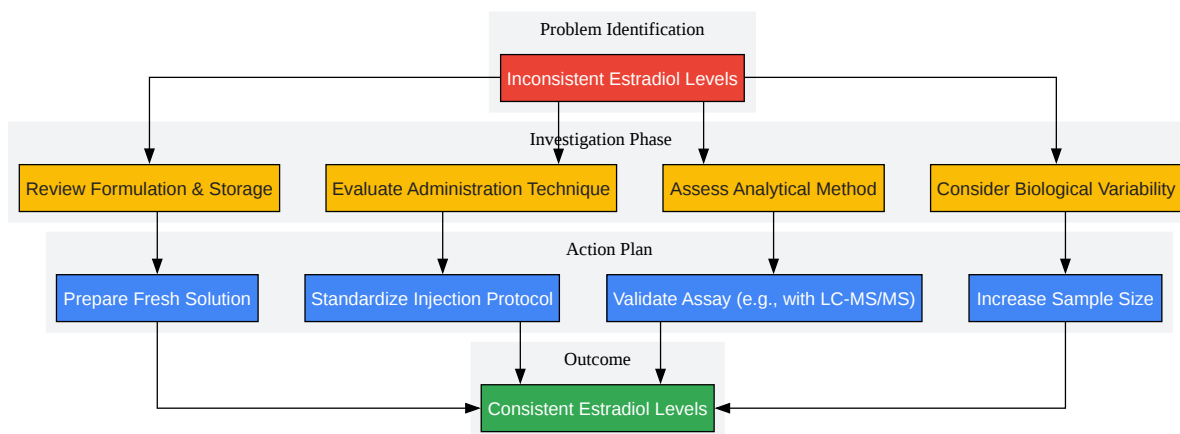 Problem Identification
Inconsistent Estradiol Levels
Investigation Phase
Review Formulation & Storage
Evaluate Administration Technique
Assess Analytical Method
Consider Biological Variability
Action Plan
Prepare Fresh Solution
Standardize Injection Protocol
Validate Assay (e.g., with LC-MS/MS)
Increase Sample Size
Outcome
Consistent Estradiol Levels